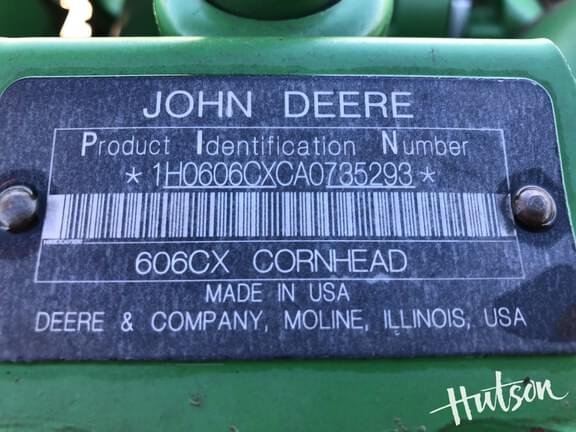 JOHN DEERE
Product Identification Number
*1H0606CXCA0735293*
606CX CORNHEAD
MADE IN USA
DEERE & COMPANY, MOLINE, ILLINOIS, USA
Hutson